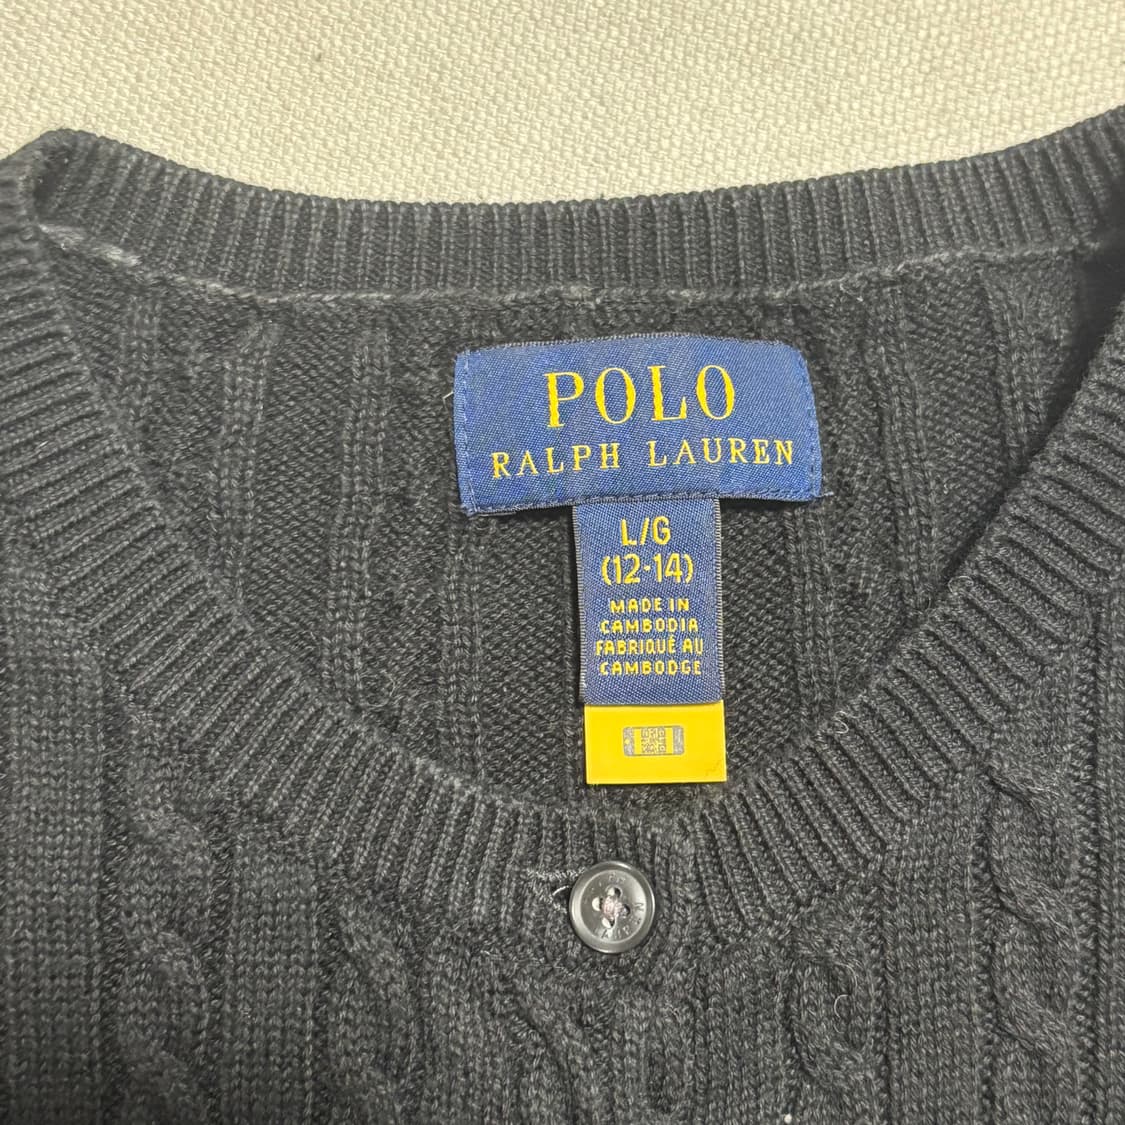 POLO
RALPH LAUREN
L/G
(12-14)
MADE IN
CAMBODIA
FABRIQUÉ AU
CAMBODGE